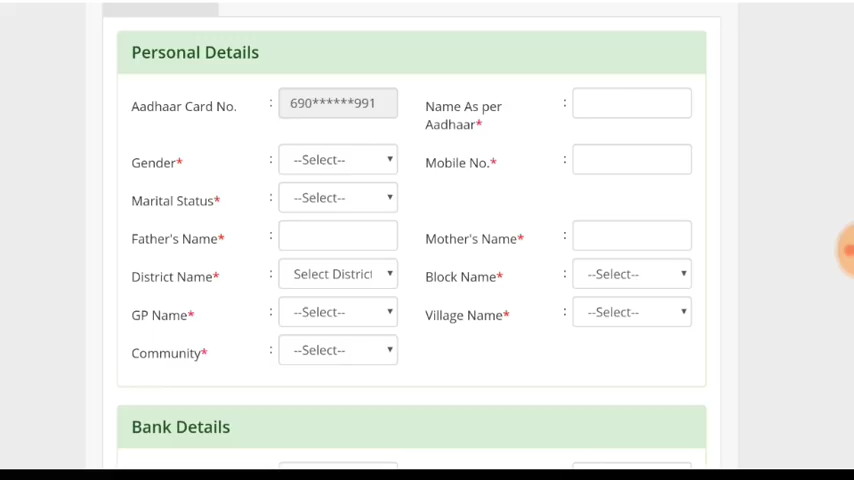 Personal Details
Aadhaar Card No. : 690******991 Name As per Aadhaar* :
Gender* : --Select-- Mobile No.* :
Marital Status* : --Select--
Father's Name* : Mother's Name* :
District Name* : Select District Block Name* : --Select--
GP Name* : --Select-- Village Name* : --Select--
Community* : --Select--
Bank Details